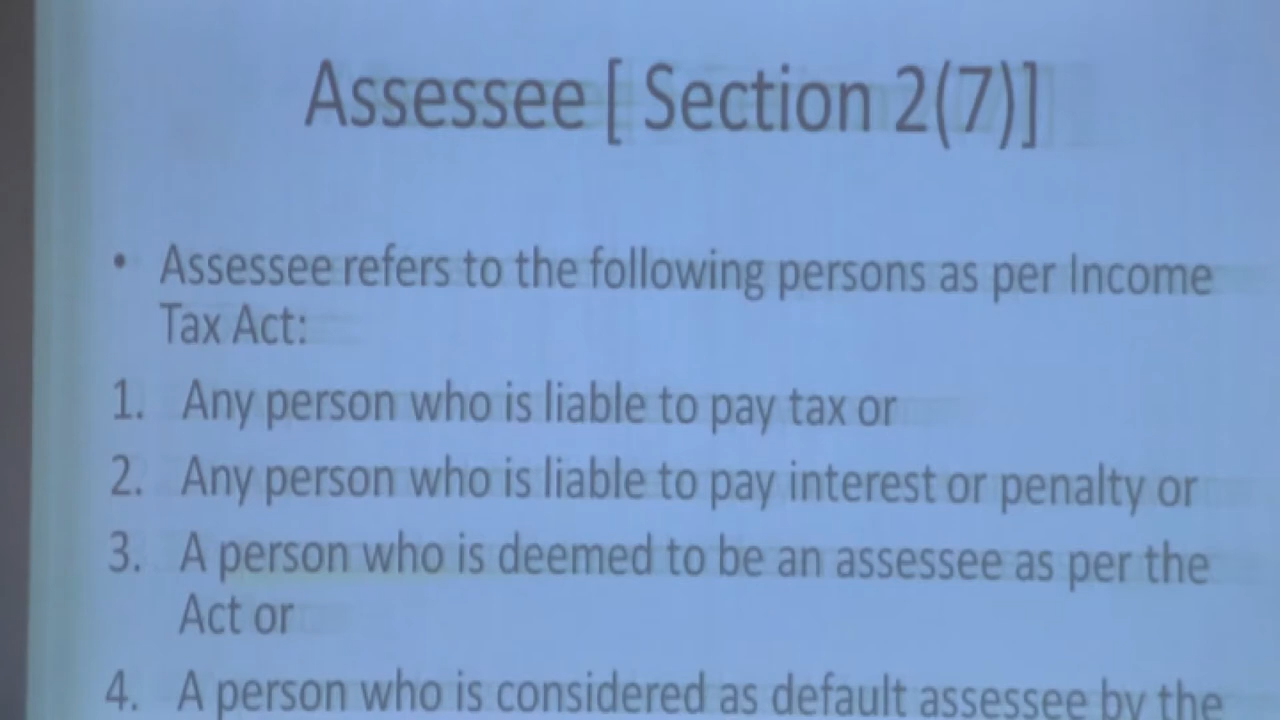 Assessee [ Section 2(7)]
• Assessee refers to the following persons as per Income
Tax Act:
1. Any person who is liable to pay tax or
2. Any person who is liable to pay interest or penalty or
3. A person who is deemed to be an assessee as per the
Act or
4. A person who is considered as default assessee by the